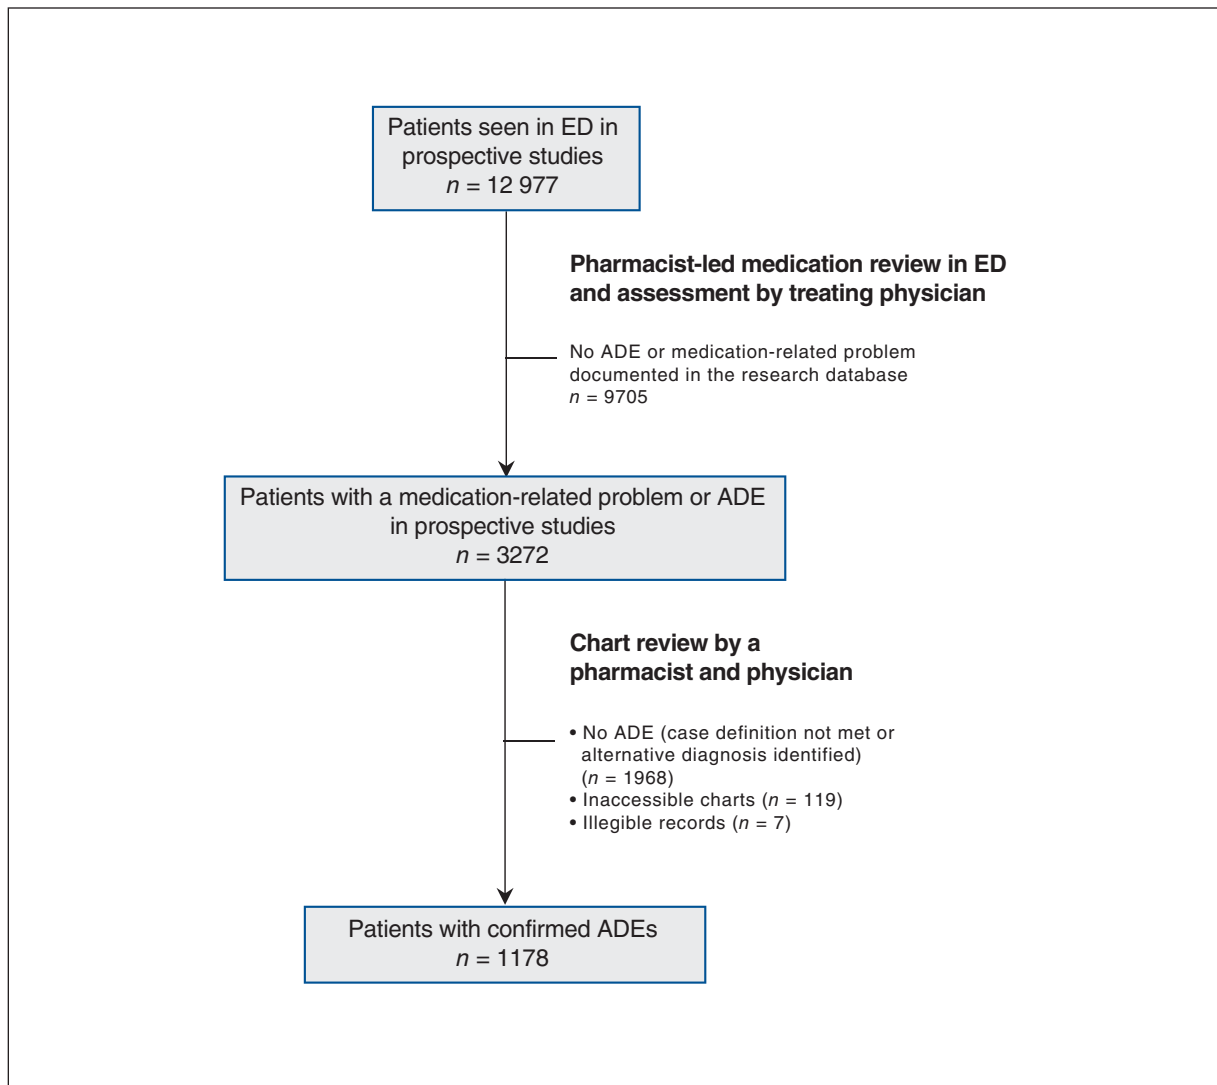 Patients seen in ED in
prospective studies
n = 12 977
Pharmacist-led medication review in ED
and assessment by treating physician
No ADE or medication-related problem
documented in the research database
n = 9705
Patients with a medication-related problem or ADE
in prospective studies
n = 3272
Chart review by a
pharmacist and physician
• No ADE (case definition not met or
alternative diagnosis identified)
(n = 1968)
• Inaccessible charts (n = 119)
• Illegible records (n = 7)
Patients with confirmed ADEs
n = 1178